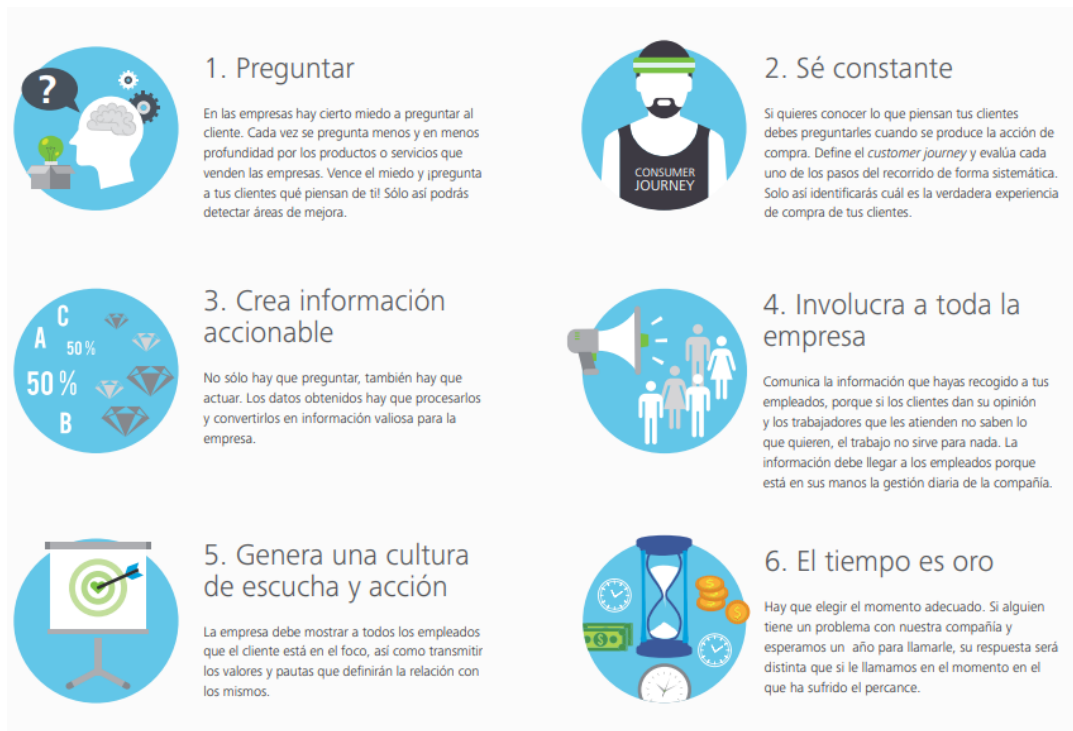 ?
1. Preguntar
En las empresas hay cierto miedo a preguntar al
cliente. Cada vez se pregunta menos y en menos
profundidad por los productos o servicios que
venden las empresas. Vence el miedo y ¡pregunta
a tus clientes qué piensan de ti! Sólo así podrás
detectar áreas de mejora.
CONSUMER
JOURNEY
2. Sé constante
Si quieres conocer lo que piensan tus clientes
debes preguntarles cuando se produce la acción de
compra. Define el customer journey y evalúa cada
uno de los pasos del recorrido de forma sistemática.
Solo así identificarás cuál es la verdadera experiencia
de compra de tus clientes.
C
A
50 %
50 %
B
3. Crea información
accionable
No sólo hay que preguntar, también hay que
actuar. Los datos obtenidos hay que procesarlos
y convertirlos en información valiosa para la
empresa.
4. Involucra a toda la
empresa
Comunica la información que hayas recogido a tus
empleados, porque si los clientes dan su opinión
y los trabajadores que les atienden no saben lo
que quieren, el trabajo no sirve para nada. La
información debe llegar a los empleados porque
está en sus manos la gestión diaria de la compañía.
5. Genera una cultura
de escucha y acción
La empresa debe mostrar a todos los empleados
que el cliente está en el foco, así como transmitir
los valores y pautas que definirán la relación con
los mismos.
$
$
$
6. El tiempo es oro
Hay que elegir el momento adecuado. Si alguien
tiene un problema con nuestra compañía y
esperamos un año para llamarle, su respuesta será
distinta que si le llamamos en el momento en el
que ha sufrido el percance.